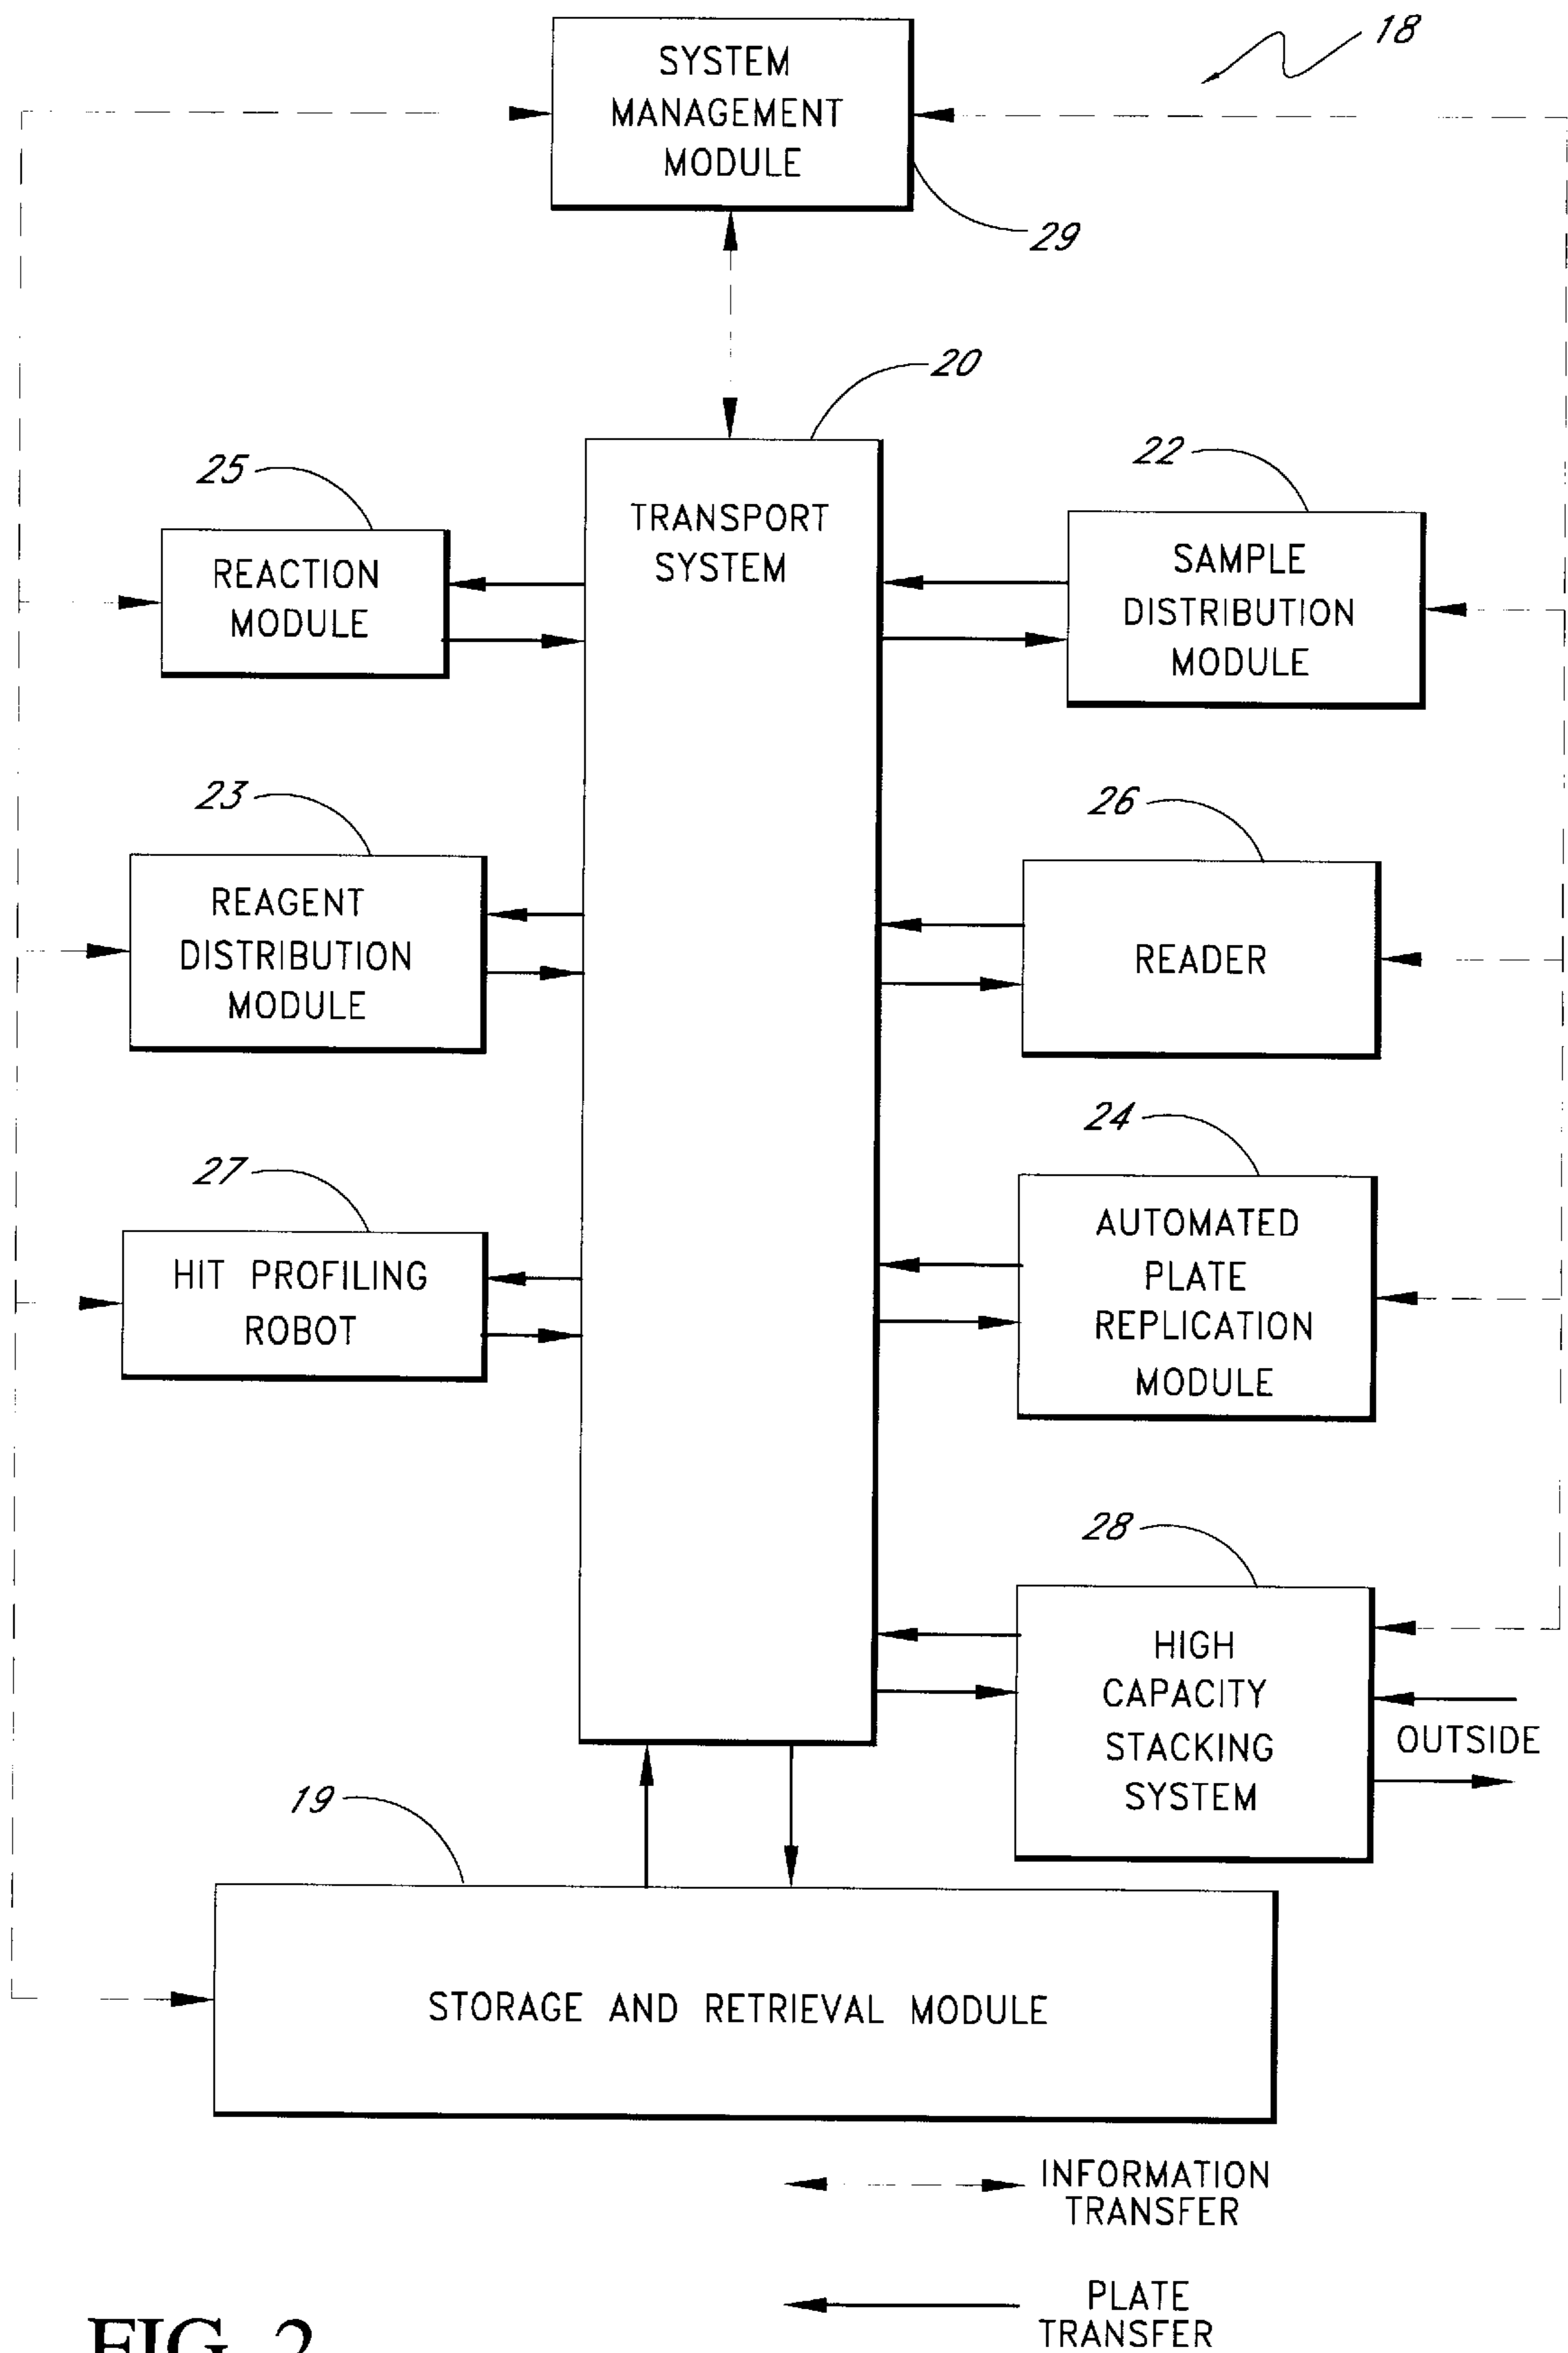 18
SYSTEM
MANAGEMENT
MODULE
29
20
TRANSPORT
SYSTEM
25
REACTION
MODULE
22
SAMPLE
DISTRIBUTION
MODULE
23
REAGENT
DISTRIBUTION
MODULE
26
READER
27
HIT PROFILING
ROBOT
24
AUTOMATED
PLATE
REPLICATION
MODULE
28
HIGH
CAPACITY
STACKING
SYSTEM
OUTSIDE
19
STORAGE AND RETRIEVAL MODULE
INFORMATION
TRANSFER
PLATE
TRANSFER
FIG. 2